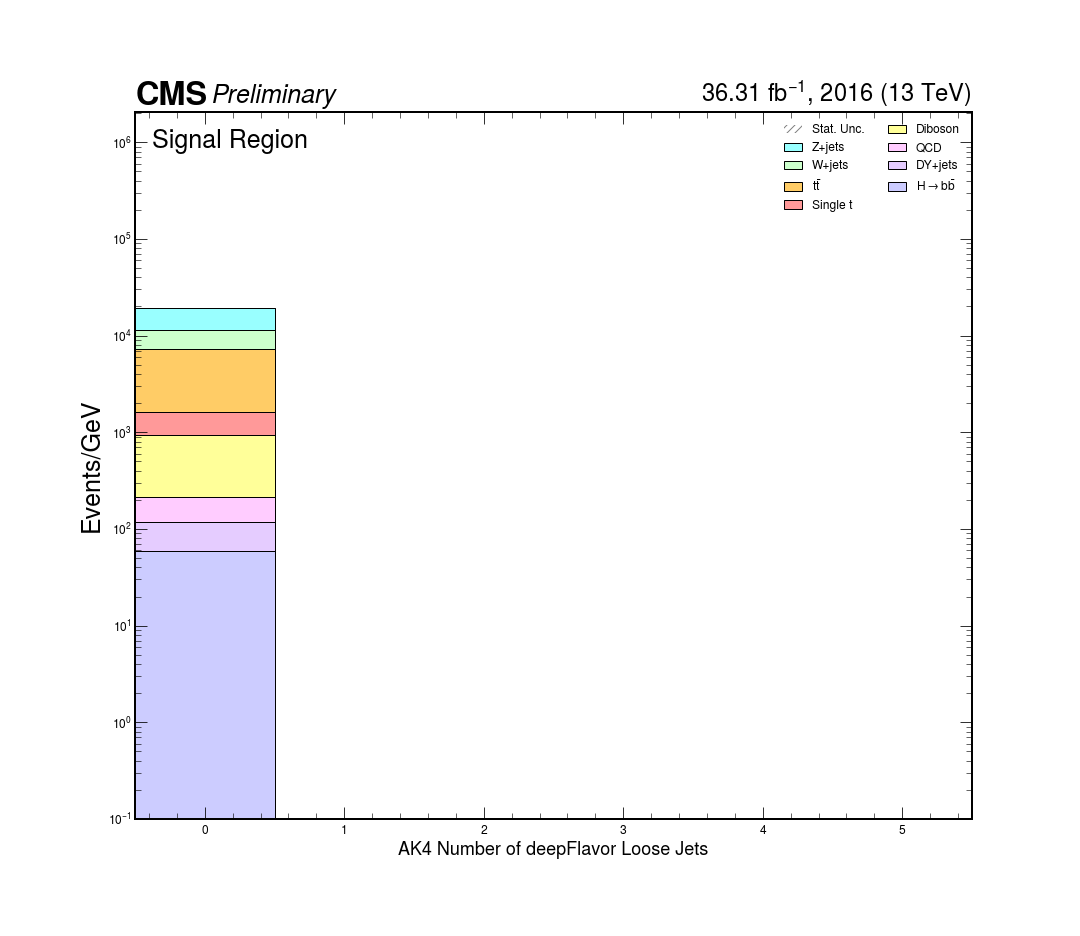 CMS Preliminary
36.31 fb⁻¹, 2016 (13 TeV)
Signal Region
Stat. Unc.
Z+jets
W+jets
tt̄
Single t
Diboson
QCD
DY+jets
H→bb̄
Events/GeV
10⁶
10⁵
10⁴
10³
10²
10¹
10⁰
10⁻¹
0 1 2 3 4 5
AK4 Number of deepFlavor Loose Jets